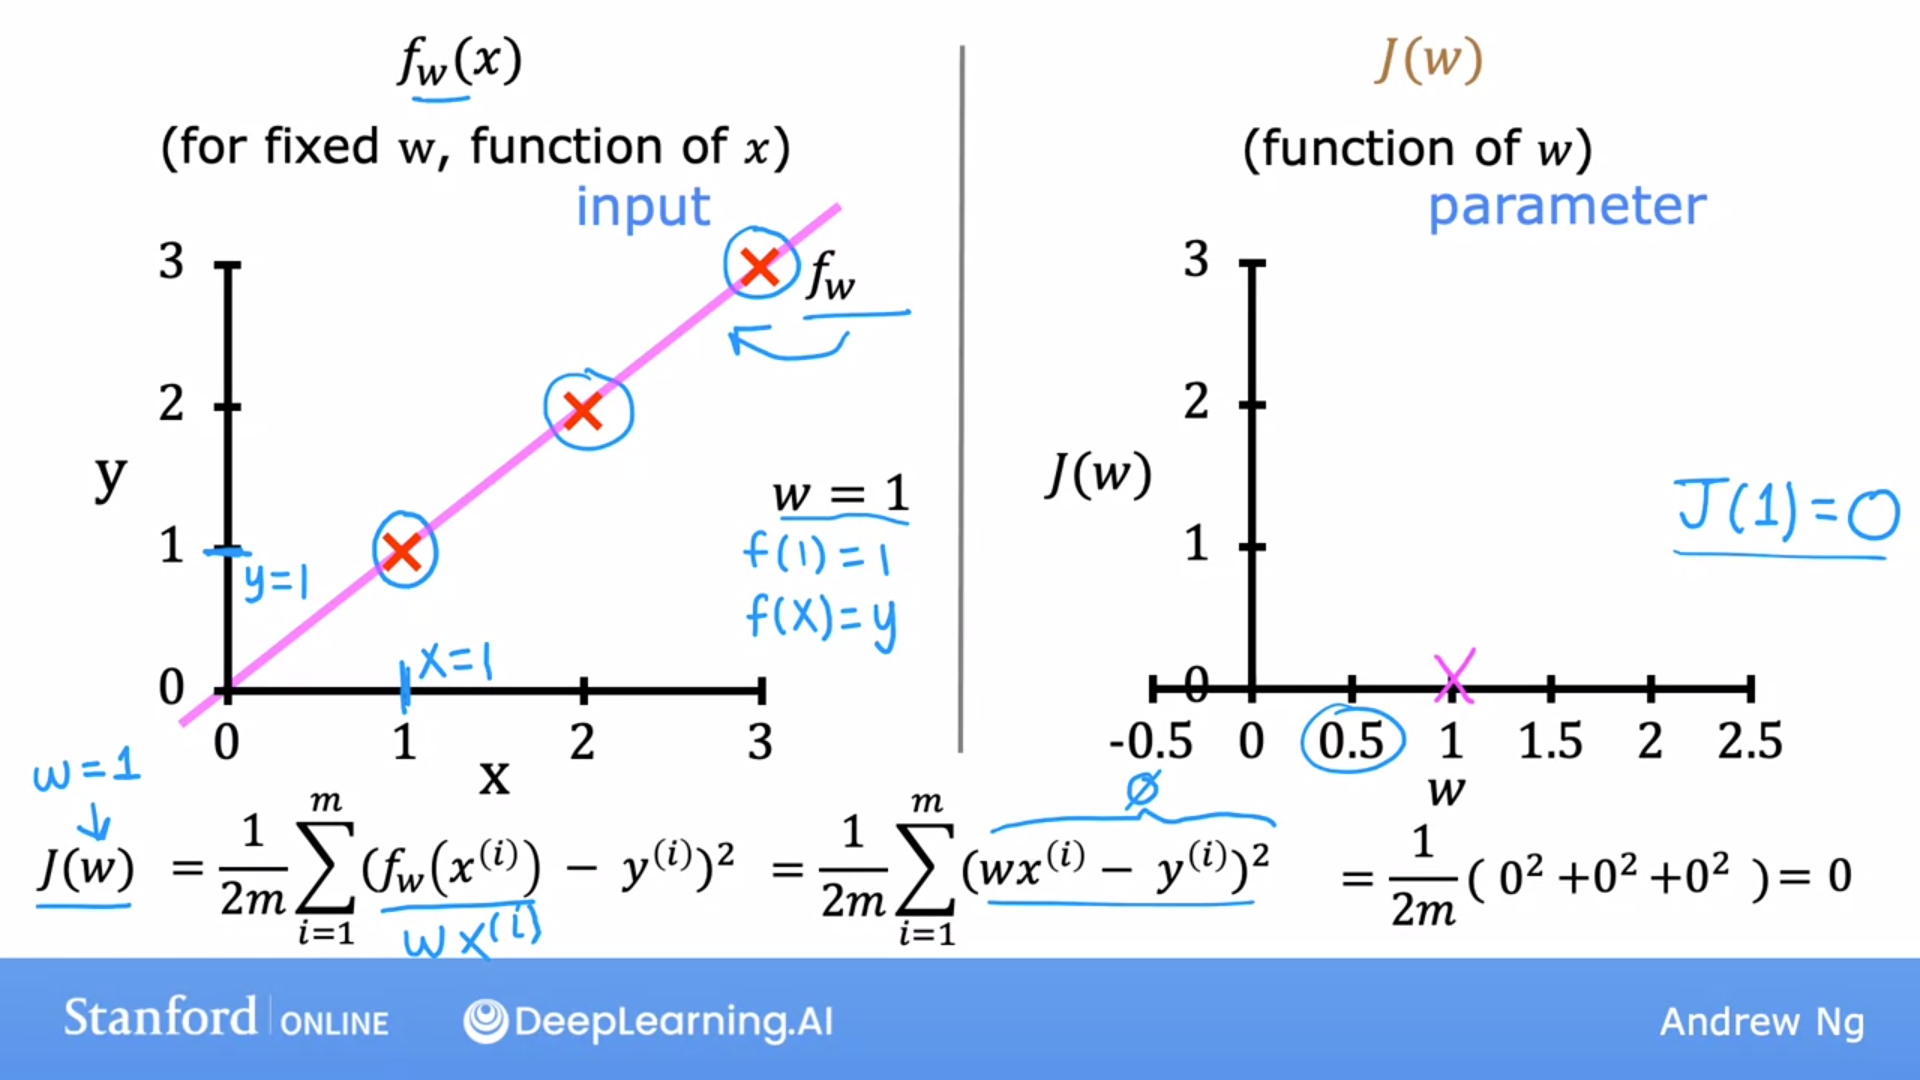 f_w(x)
(for fixed w, function of x)
input
3
2
y
1
0
y=1
x=1
f_w
w = 1
f(1) = 1
f(x) = y
0 1 2 3
x
J(w)
(function of w)
parameter
3
2
J(w)
1
0
J(1) = 0
-0.5 0 0.5 1 1.5 2 2.5
w
w=1
J(w) = \frac{1}{2m} \sum_{i=1}^{m} (f_w(x^{(i)}) - y^{(i)})^2 = \frac{1}{2m} \sum_{i=1}^{m} (wx^{(i)} - y^{(i)})^2 = \frac{1}{2m} (0^2 + 0^2 + 0^2) = 0
wx^{(i)}
0
Stanford | ONLINE DeepLearning.AI Andrew Ng